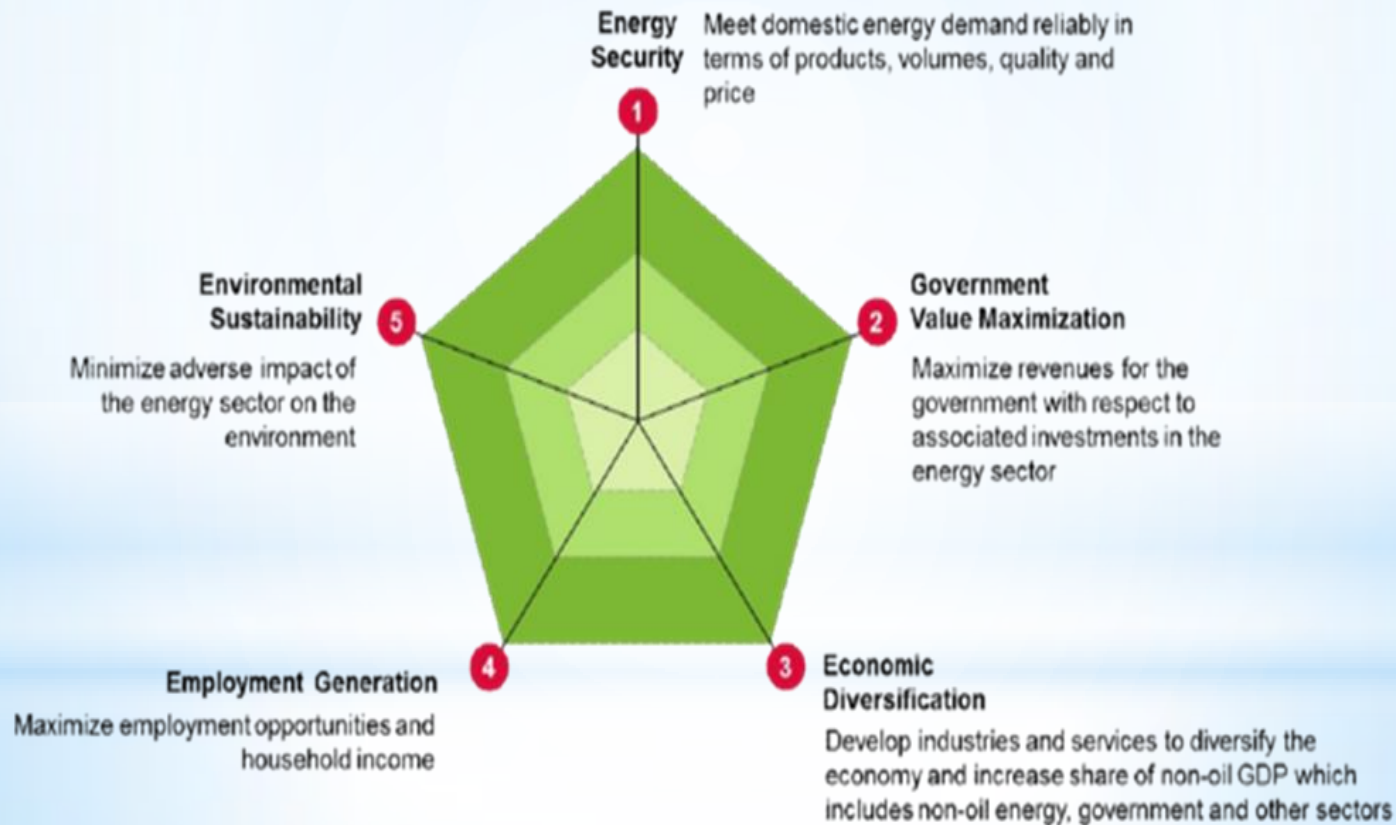 Energy
Security
Meet domestic energy demand reliably in
terms of products, volumes, quality and
price
1
Environmental
Sustainability
5
Minimize adverse impact of
the energy sector on the
environment
2
Government
Value Maximization
Maximize revenues for the
government with respect to
associated investments in the
energy sector
4
Employment Generation
Maximize employment opportunities and
household income
3
Economic
Diversification
Develop industries and services to diversify the
economy and increase share of non-oil GDP which
includes non-oil energy, government and other sectors